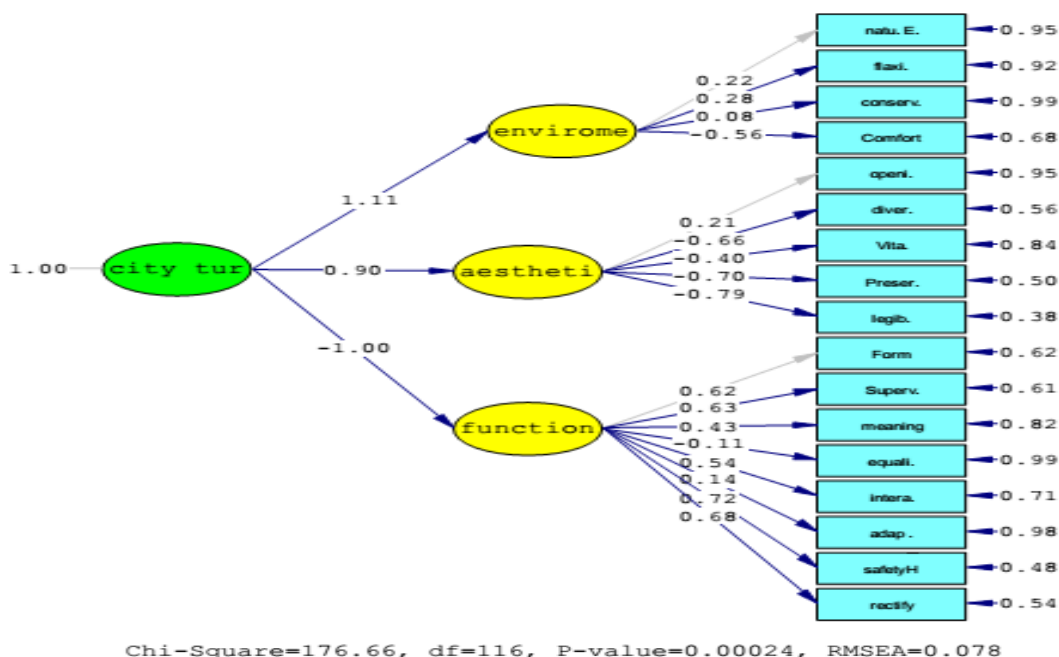 natu. E.
0.95
0.22
flaxi.
0.92
0.28
conserv.
0.99
0.08
Comfort
0.68
-0.56
envirome
1.11
openi.
0.95
0.21
diver.
0.56
-0.66
Vita.
0.84
-0.40
Preser.
0.50
-0.70
legib.
0.38
-0.79
1.00
city tur
0.90
aestheti
-1.00
function
Form
0.62
0.62
Superv.
0.61
0.63
meaning
0.82
0.43
equali.
0.99
-0.11
intera.
0.71
0.54
adap .
0.98
0.14
safetyH
0.48
0.72
rectify
0.54
0.68
Chi-Square=176.66, df=116, P-value=0.00024, RMSEA=0.078